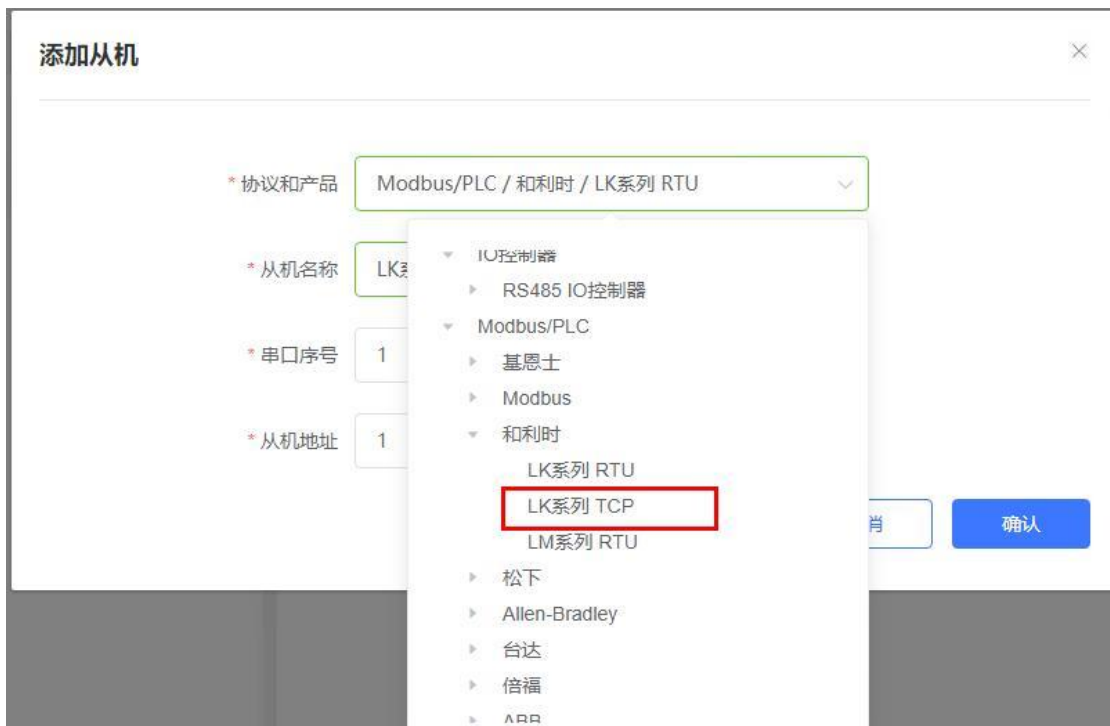 添加从机
* 协议和产品
Modbus/PLC / 和利时 / LK系列 RTU
* 从机名称
* 串口序号
1
* 从机地址
1
IO控制器
RS485 IO控制器
Modbus/PLC
基恩士
Modbus
和利时
LK系列 RTU
LK系列 TCP
LM系列 RTU
松下
Allen-Bradley
台达
倍福
ABB
确认